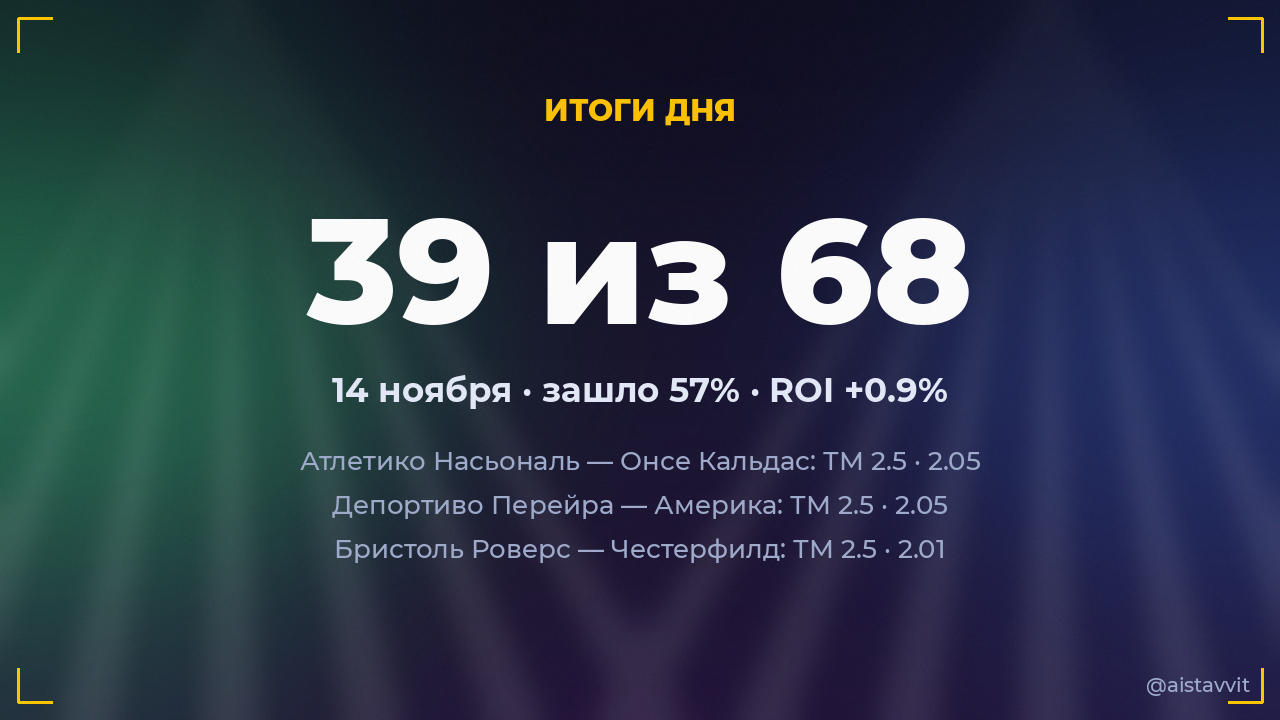 ИТОГИ ДНЯ
39 из 68
14 ноября · зашло 57% · ROI +0.9%
Атлетико Насьональ — Онсе Кальдас: ТМ 2.5 · 2.05
Депортиво Перейра — Америка: ТМ 2.5 · 2.05
Бристоль Роверс — Честерфилд: ТМ 2.5 · 2.01
@aistavvit